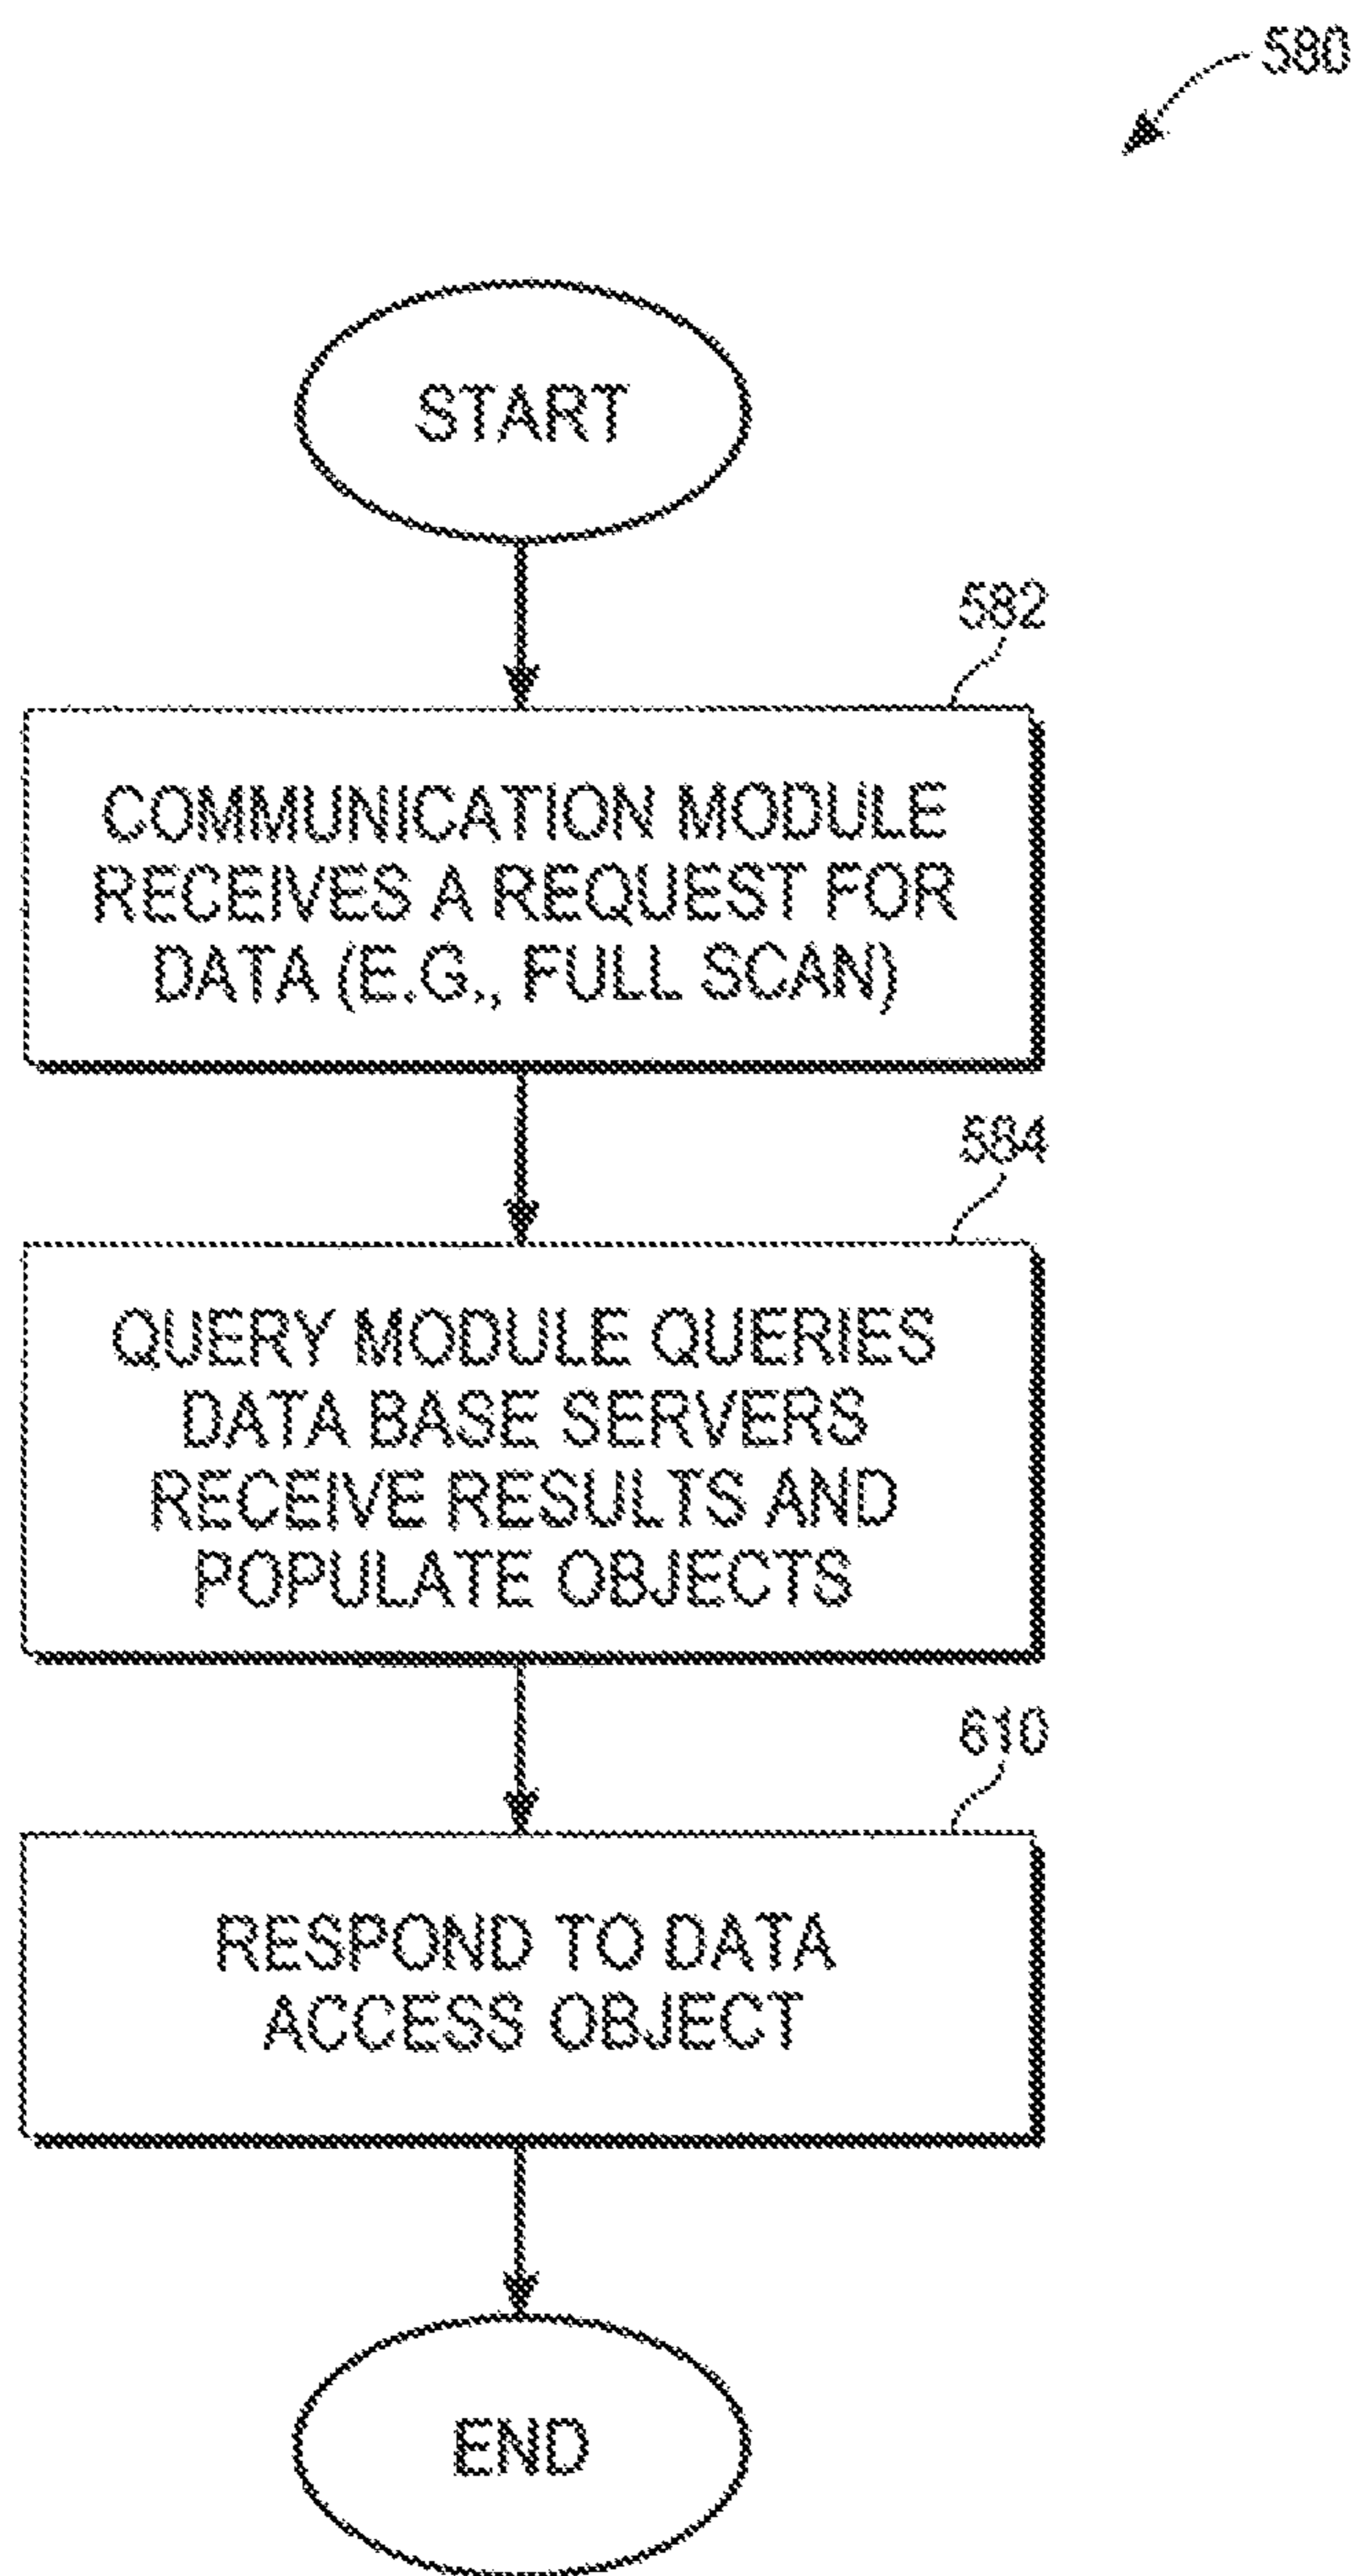 580
START
582
COMMUNICATION MODULE
RECEIVES A REQUEST FOR
DATA (E.G., FULL SCAN)
584
QUERY MODULE QUERIES
DATA BASE SERVERS
RECEIVE RESULTS AND
POPULATE OBJECTS
610
RESPOND TO DATA
ACCESS OBJECT
END